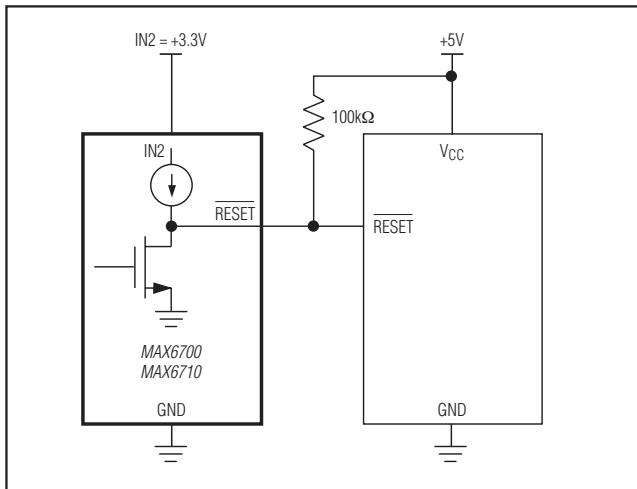 IN2 = +3.3V
+5V
100kΩ
IN2
VCC
RESET
RESET
MAX6700
MAX6710
GND
GND